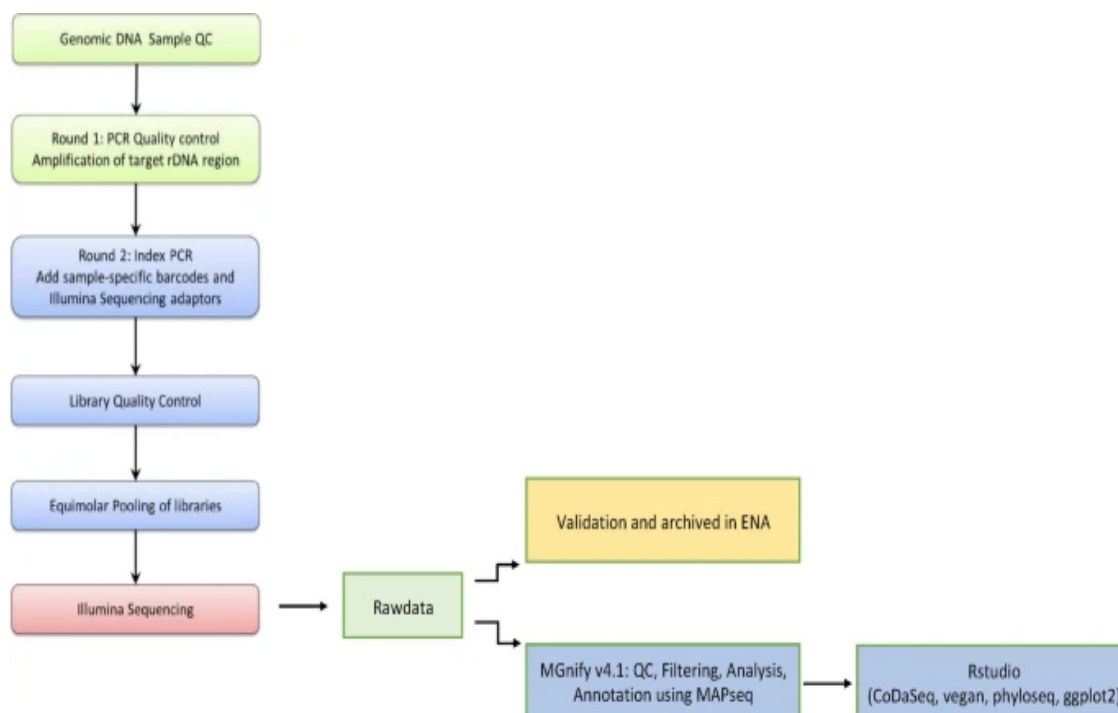 Genomic DNA Sample QC
Round 1: PCR Quality control
Amplification of target rDNA region
Round 2: Index PCR
Add sample-specific barcodes and
Illumina Sequencing adaptors
Library Quality Control
Equimolar Pooling of libraries
Illumina Sequencing
Rawdata
Validation and archived in ENA
MGnify v4.1: QC, Filtering, Analysis,
Annotation using MAPseq
Rstudio
(CoDaSeq, vegan, phyloseq, ggplot2)